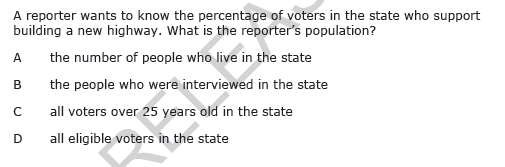 A reporter wants to know the percentage of voters in the state who support
building a new highway. What is the reporter's population?
A the number of people who live in the state
B the people who were interviewed in the state
C all voters over 25 years old in the state
D all eligible voters in the state